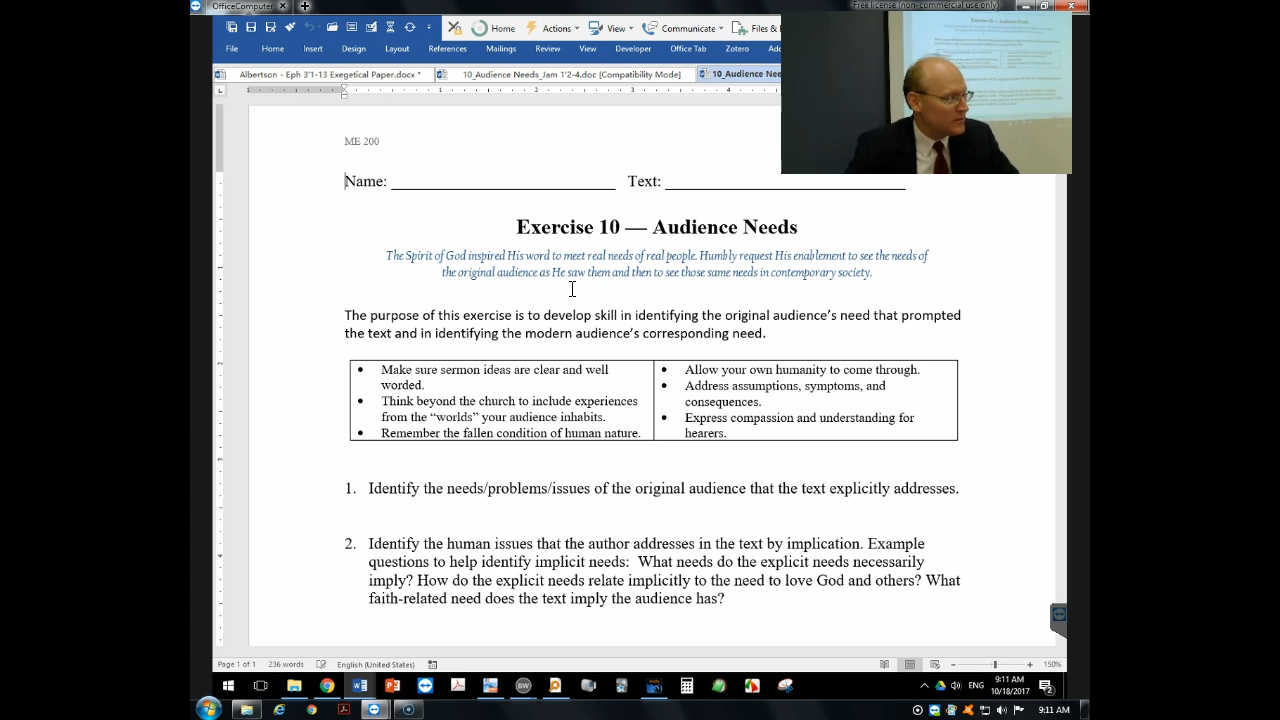 OfficeComputer
Free license (non-commercial use only)
Home Actions View Communicate Files &
File Home Insert Design Layout References Mailings Review View Developer Office Tab Zotero
Albertson - Eph 3'1-13 Exegetical Paper.docx * 10_Audience Needs_Jam 1'2-4.doc [Compatibility Mode] 10_Audience Nee
1 1 2 3 4
ME 200
Name: Text:
Exercise 10 — Audience Needs
The Spirit of God inspired His word to meet real needs of real people. Humbly request His enablement to see the needs of
the original audience as He saw them and then to see those same needs in contemporary society.
The purpose of this exercise is to develop skill in identifying the original audience's need that prompted
the text and in identifying the modern audience's corresponding need.
• Make sure sermon ideas are clear and well
worded.
• Think beyond the church to include experiences
from the “worlds” your audience inhabits.
• Remember the fallen condition of human nature.
• Allow your own humanity to come through.
• Address assumptions, symptoms, and
consequences.
• Express compassion and understanding for
hearers.
1. Identify the needs/problems/issues of the original audience that the text explicitly addresses.
2. Identify the human issues that the author addresses in the text by implication. Example
questions to help identify implicit needs: What needs do the explicit needs necessarily
imply? How do the explicit needs relate implicitly to the need to love God and others? What
faith-related need does the text imply the audience has?
Page 1 of 1 236 words English (United States) 150%
ENG 9:11 AM
10/18/2017
9:11 AM